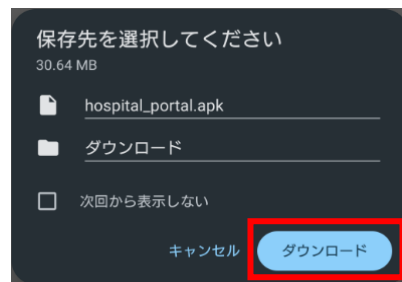 保存先を選択してください
30.64 MB
hospital_portal.apk
ダウンロード
次回から表示しない
キャンセル ダウンロード